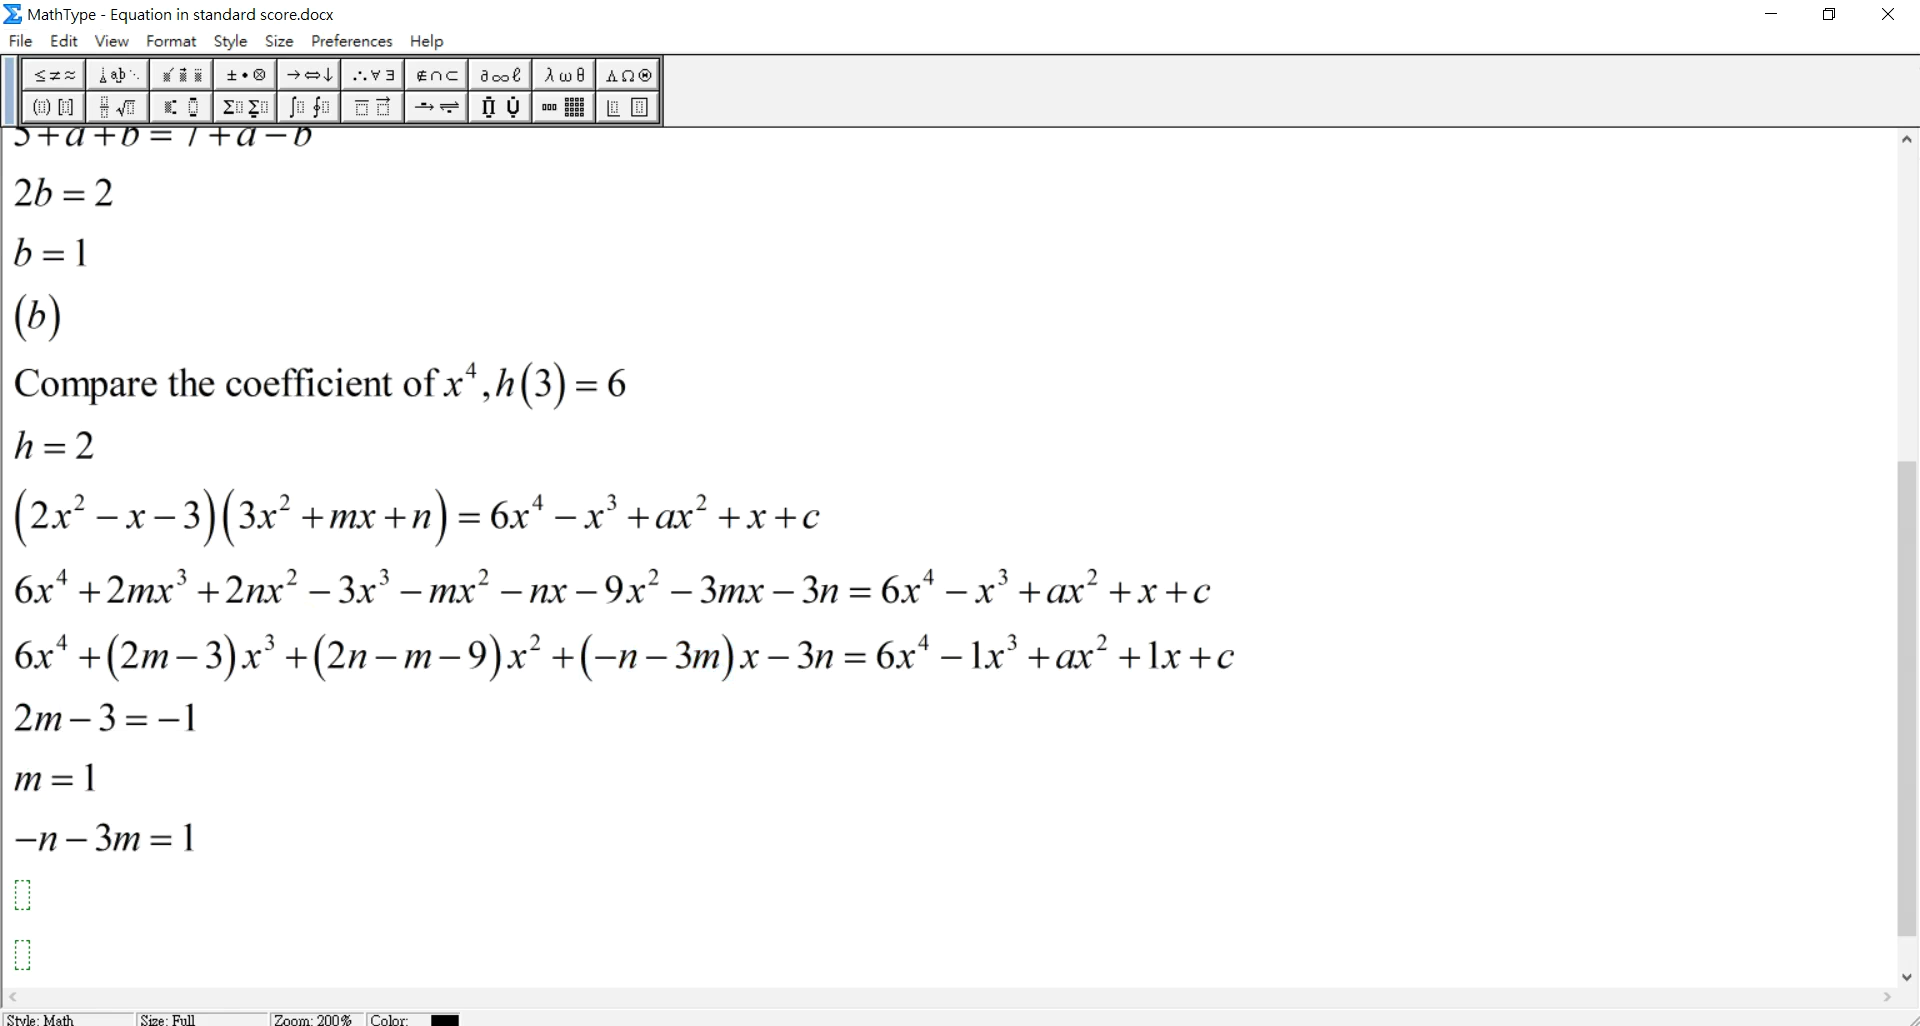 MathType - Equation in standard score.docx
File Edit View Format Style Size Preferences Help
2b = 2
b = 1
(b)
Compare the coefficient of x⁴, h(3) = 6
h = 2
(2x² − x − 3)(3x² + mx + n) = 6x⁴ − x³ + ax² + x + c
6x⁴ + 2mx³ + 2nx² − 3x³ − mx² − nx − 9x² − 3mx − 3n = 6x⁴ − x³ + ax² + x + c
6x⁴ + (2m − 3)x³ + (2n − m − 9)x² + (−n − 3m)x − 3n = 6x⁴ − 1x³ + ax² + 1x + c
2m − 3 = −1
m = 1
−n − 3m = 1
Style: Math Size: Full Zoom: 200% Color: